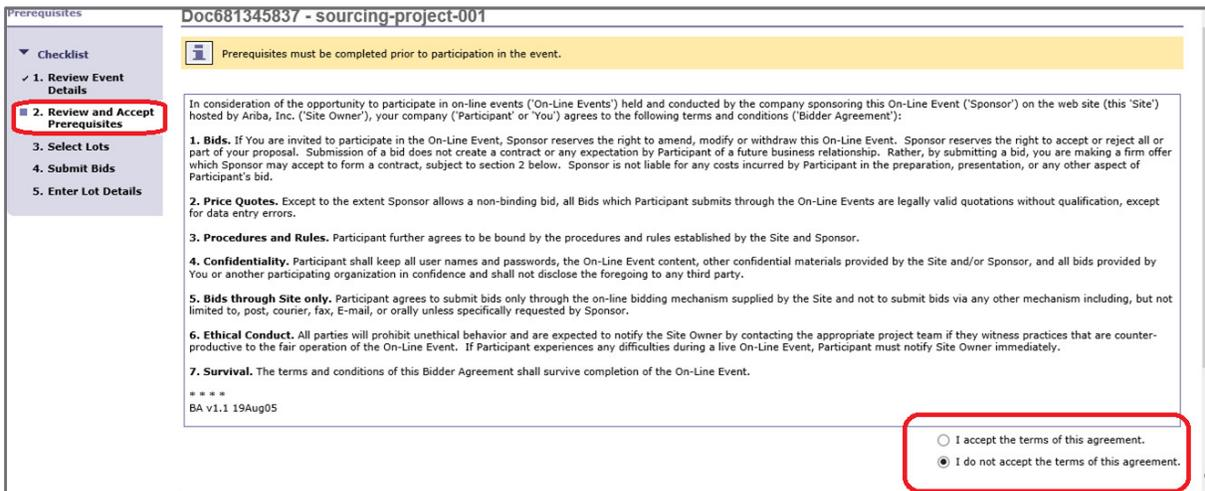 Prerequisites
Doc681345837 - sourcing-project-001
▼ Checklist
✓ 1. Review Event
Details
2. Review and Accept
Prerequisites
3. Select Lots
4. Submit Bids
5. Enter Lot Details
Prerequisites must be completed prior to participation in the event.
In consideration of the opportunity to participate in on-line events ('On-Line Events') held and conducted by the company sponsoring this On-Line Event ('Sponsor') on the web site (this 'Site')
hosted by Ariba, Inc. ('Site Owner'), your company ('Participant' or 'You') agrees to the following terms and conditions ('Bidder Agreement'):
1. Bids. If You are invited to participate in the On-Line Event, Sponsor reserves the right to amend, modify or withdraw this On-Line Event. Sponsor reserves the right to accept or reject all or
part of your proposal. Submission of a bid does not create a contract or any expectation by Participant of a future business relationship. Rather, by submitting a bid, you are making a firm offer
which Sponsor may accept to form a contract, subject to section 2 below. Sponsor is not liable for any costs incurred by Participant in the preparation, presentation, or any other aspect of
Participant's bid.
2. Price Quotes. Except to the extent Sponsor allows a non-binding bid, all Bids which Participant submits through the On-Line Events are legally valid quotations without qualification, except
for data entry errors.
3. Procedures and Rules. Participant further agrees to be bound by the procedures and rules established by the Site and Sponsor.
4. Confidentiality. Participant shall keep all user names and passwords, the On-Line Event content, other confidential materials provided by the Site and/or Sponsor, and all bids provided by
You or another participating organization in confidence and shall not disclose the foregoing to any third party.
5. Bids through Site only. Participant agrees to submit bids only through the on-line bidding mechanism supplied by the Site and not to submit bids via any other mechanism including, but not
limited to, post, courier, fax, E-mail, or orally unless specifically requested by Sponsor.
6. Ethical Conduct. All parties will prohibit unethical behavior and are expected to notify the Site Owner by contacting the appropriate project team if they witness practices that are counter-
productive to the fair operation of the On-Line Event. If Participant experiences any difficulties during a live On-Line Event, Participant must notify Site Owner immediately.
7. Survival. The terms and conditions of this Bidder Agreement shall survive completion of the On-Line Event.
* * * *
BA v1.1 19Aug05
I accept the terms of this agreement.
I do not accept the terms of this agreement.